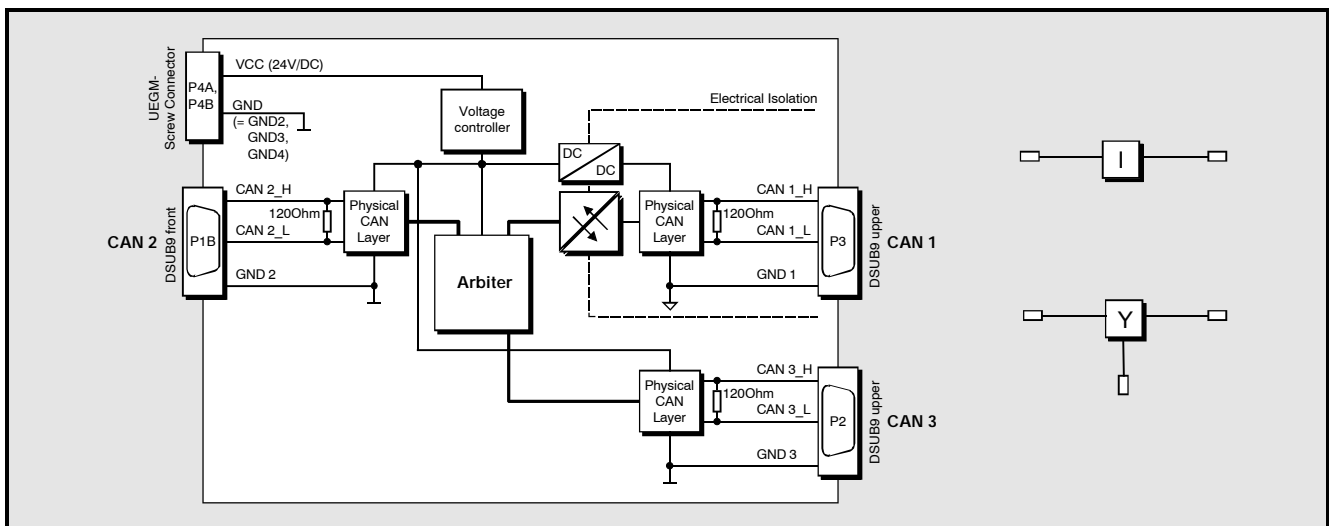 UEGM-
Screw Connector
P4A,
P4B
VCC (24V/DC)
GND
(= GND2,
GND3,
GND4)
Voltage
controller
Electrical Isolation
DC
DC
CAN 2
DSUB9 front
P1B
CAN 2_H
120Ohm
CAN 2_L
GND 2
Physical
CAN
Layer
Arbiter
Physical
CAN
Layer
CAN 1_H
120Ohm
CAN 1_L
GND 1
P3
DSUB9 upper
CAN 1
Physical
CAN
Layer
CAN 3_H
120Ohm
CAN 3_L
GND 3
P2
DSUB9 upper
CAN 3
I
Y